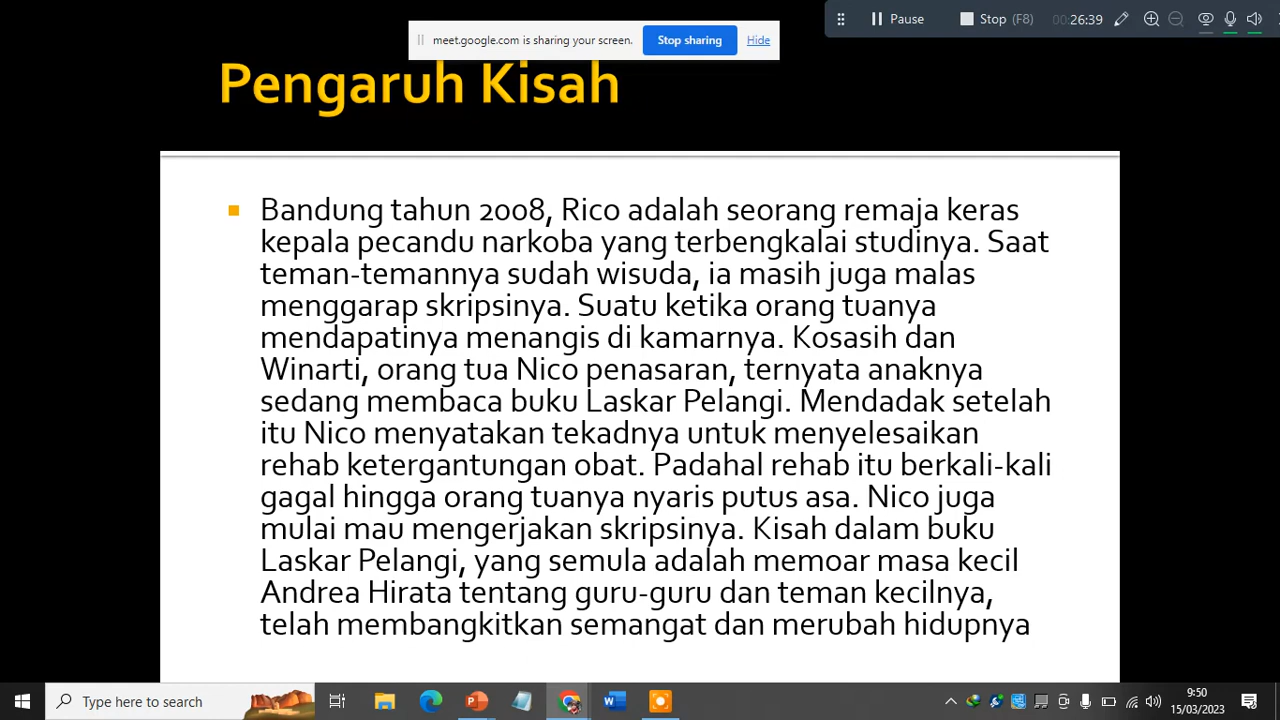 Pause
Stop (F8)
00:26:39
meet.google.com is sharing your screen.
Stop sharing
Hide
Pengaruh Kisah
Bandung tahun 2008, Rico adalah seorang remaja keras
kepala pecandu narkoba yang terbengkalai studinya. Saat
teman-temannya sudah wisuda, ia masih juga malas
menggarap skripsinya. Suatu ketika orang tuanya
mendapatinya menangis di kamarnya. Kosasih dan
Winarti, orang tua Nico penasaran, ternyata anaknya
sedang membaca buku Laskar Pelangi. Mendadak setelah
itu Nico menyatakan tekadnya untuk menyelesaikan
rehab ketergantungan obat. Padahal rehab itu berkali-kali
gagal hingga orang tuanya nyaris putus asa. Nico juga
mulai mau mengerjakan skripsinya. Kisah dalam buku
Laskar Pelangi, yang semula adalah memoar masa kecil
Andrea Hirata tentang guru-guru dan teman kecilnya,
telah membangkitkan semangat dan merubah hidupnya
Type here to search
9:50
15/03/2023